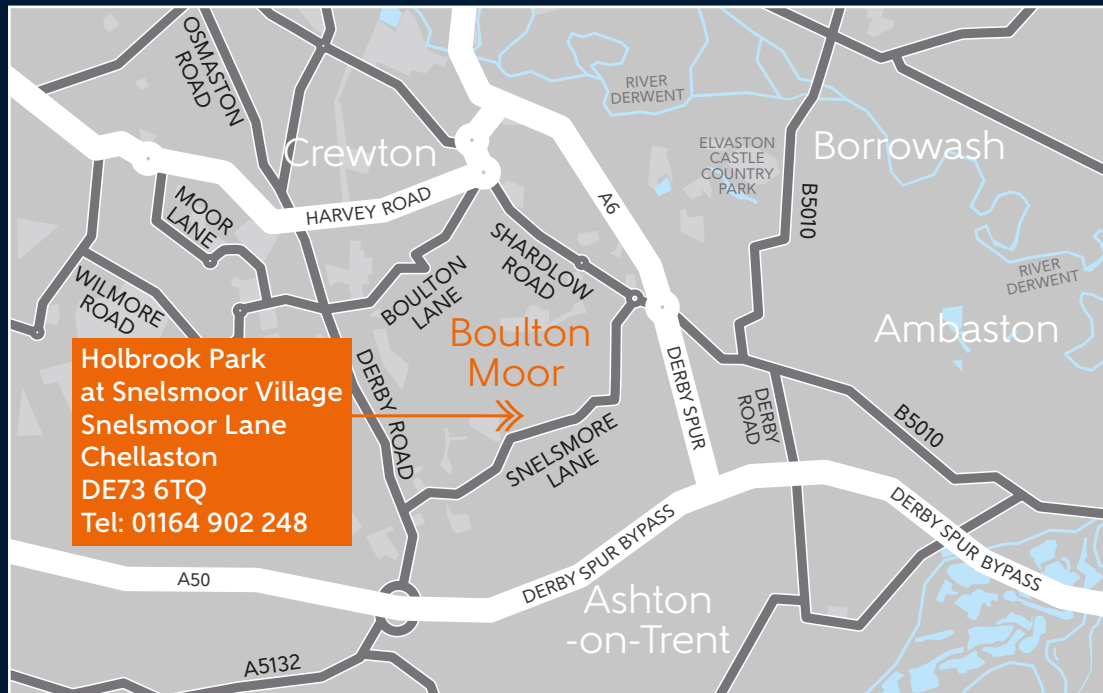 OSMASTON
ROAD
RIVER
DERWENT
Crewton
ELVASTON
CASTLE
COUNTRY
PARK
Borrowash
A6
B5010
MOOR
LANE
HARVEY ROAD
SHARDLOW
ROAD
WILMORE
ROAD
BOULTON
LANE
RIVER
DERWENT
Boulton
Moor
Ambaston
Holbrook Park
at Snelsmoor Village
Snelsmoor Lane
Chellaston
DE73 6TQ
Tel: 01164 902 248
DERBY ROAD
DERBY SPUR
DERBY
ROAD
B5010
SNELSMORE
LANE
DERBY SPUR BYPASS
DERBY SPUR BYPASS
A50
Ashton
-on-Trent
A5132